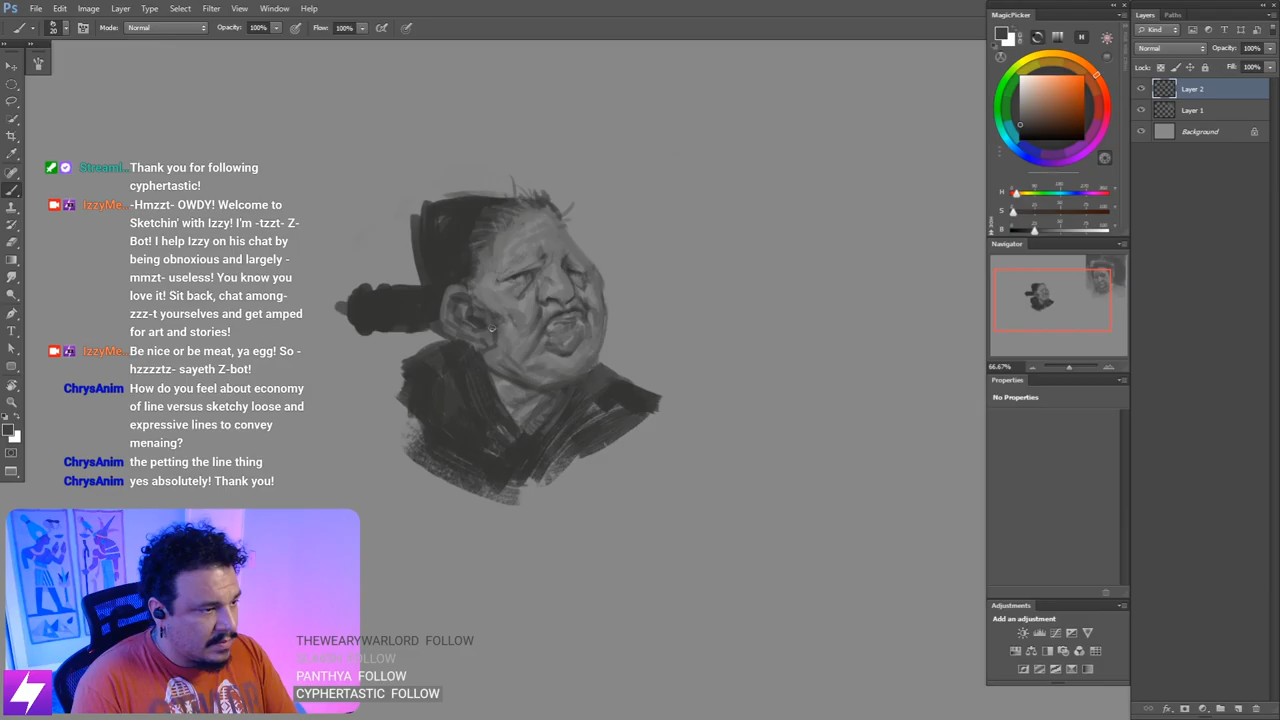 Ps File Edit Image Layer Type Select Filter 3D View Window Help
20 Mode: Normal Opacity: 100% Flow: 100%
Streaml.. Thank you for following
cyphertastic!
IzzyMe.. -Hmzzt- OWDY! Welcome to
Sketchin' with Izzy! I'm -tzzt- Z-
Bot! I help Izzy on his chat by
being obnoxious and largely -
mmzt- useless! You know you
love it! Sit back, chat among-
zzz-t yourselves and get amped
for art and stories!
IzzyMe.. Be nice or be meat, ya egg! So -
hzzzztz- sayeth Z-bot!
ChrysAnim How do you feel about economy
of line versus sketchy loose and
expressive lines to convey
menaing?
ChrysAnim the petting the line thing
ChrysAnim yes absolutely! Thank you!
THEWEARYWARLORD FOLLOW
FOLLOW
PANTHYA FOLLOW
CYPHERTASTIC FOLLOW
MagicPicker
H
H
S
B
Navigator
66.67%
Properties
No Properties
Adjustments
Add an adjustment
Layers Paths
Kind
Normal Opacity: 100%
Lock: Fill: 100%
Layer 2
Layer 1
Background
fx